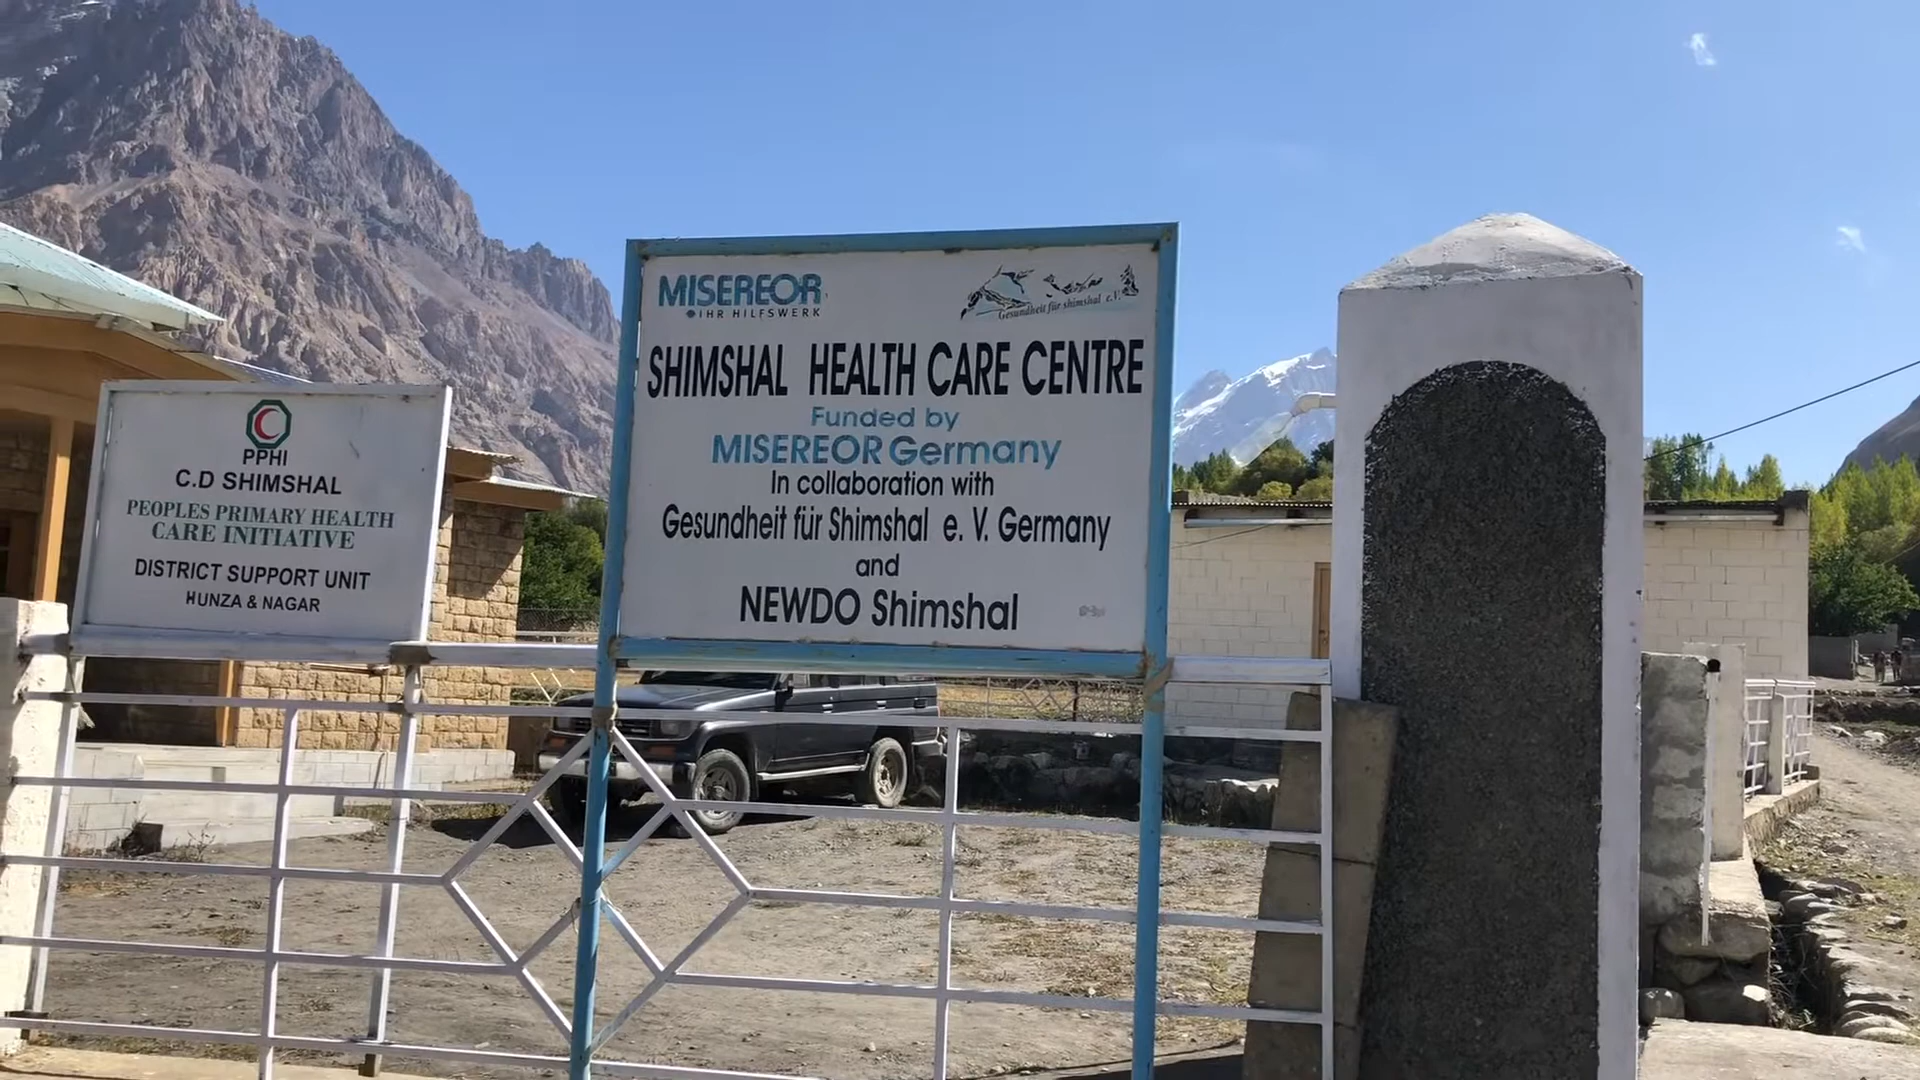 PPHI
C.D SHIMSHAL
PEOPLES PRIMARY HEALTH
CARE INITIATIVE
DISTRICT SUPPORT UNIT
HUNZA & NAGAR
MISEREOR
IHR HILFSWERK
Gesundheit für shimshal e.V.
SHIMSHAL HEALTH CARE CENTRE
Funded by
MISEREOR Germany
In collaboration with
Gesundheit für Shimshal e. V. Germany
and
NEWDO Shimshal